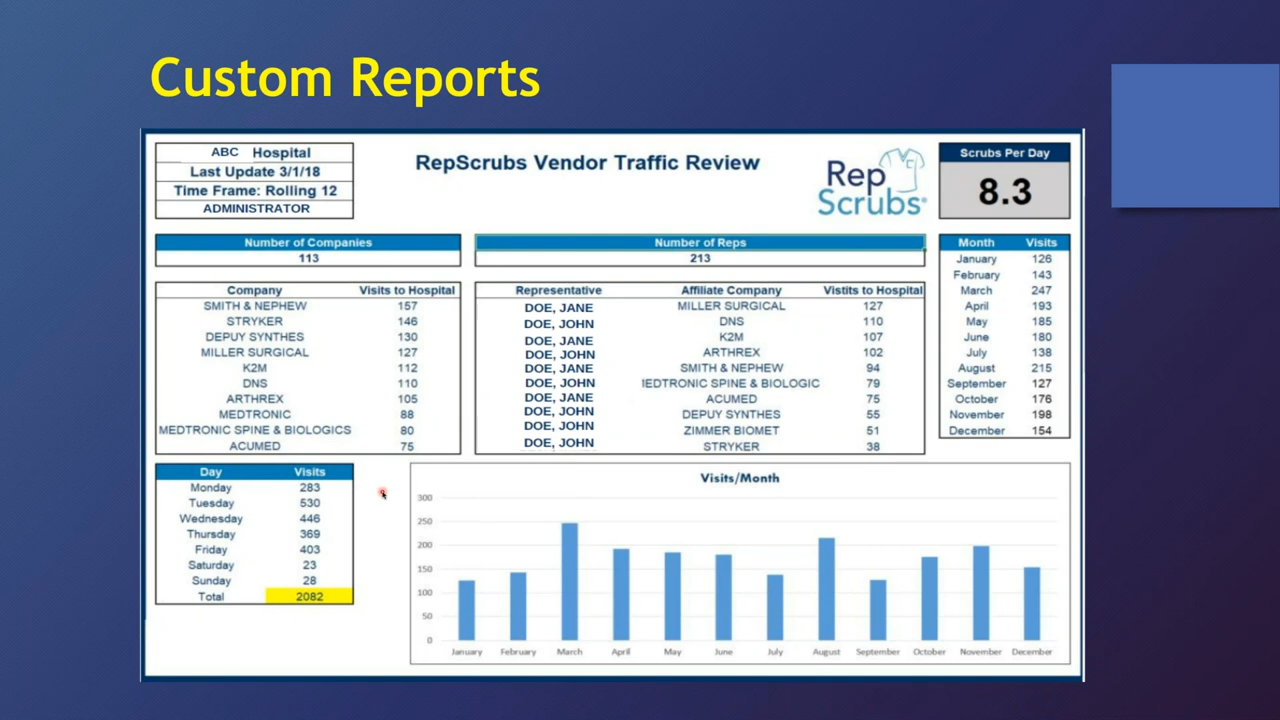 Custom Reports
ABC Hospital
Last Update 3/1/18
Time Frame: Rolling 12
ADMINISTRATOR
RepScrubs Vendor Traffic Review
Rep
Scrubs®
Scrubs Per Day
8.3
Number of Companies
113
Number of Reps
213
Company Visits to Hospital
SMITH & NEPHEW 157
STRYKER 146
DEPUY SYNTHES 130
MILLER SURGICAL 127
K2M 112
DNS 110
ARTHREX 105
MEDTRONIC 88
MEDTRONIC SPINE & BIOLOGICS 80
ACUMED 75
Representative Affiliate Company Vistits to Hospital
DOE, JANE MILLER SURGICAL 127
DOE, JOHN DNS 110
DOE, JANE K2M 107
DOE, JOHN ARTHREX 102
DOE, JANE SMITH & NEPHEW 94
DOE, JOHN IEDTRONIC SPINE & BIOLOGIC 79
DOE, JANE ACUMED 75
DOE, JOHN DEPUY SYNTHES 55
DOE, JOHN ZIMMER BIOMET 51
DOE, JOHN STRYKER 38
Month Visits
January 126
February 143
March 247
April 193
May 185
June 180
July 138
August 215
September 127
October 176
November 198
December 154
Day Visits
Monday 283
Tuesday 530
Wednesday 446
Thursday 369
Friday 403
Saturday 23
Sunday 28
Total 2082
Visits/Month
300
250
200
150
100
50
0
January February March April May June July August September October November December